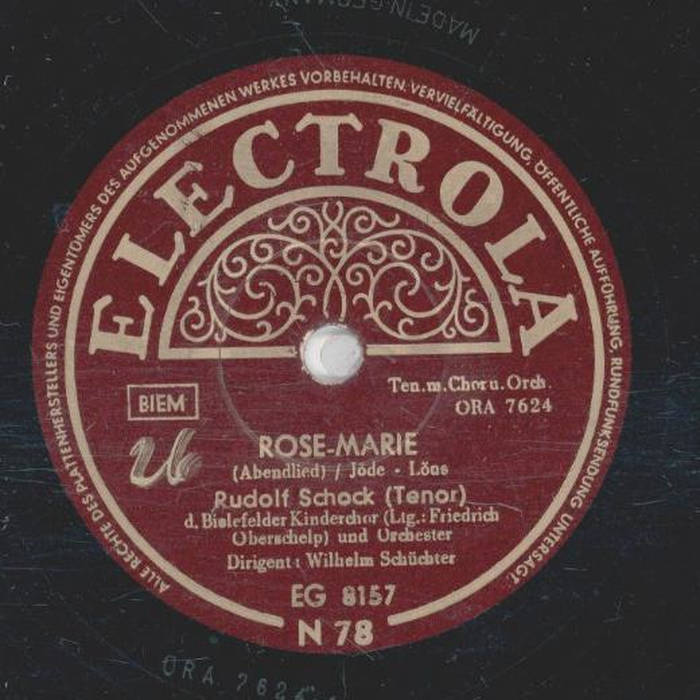 MADE IN GERMANY
ALLE RECHTE DES PLATTENHERSTELLERS UND EIGENTÜMERS DES AUFGENOMMENEN WERKES VORBEHALTEN. VERVIELFÄLTIGUNG, ÖFFENTLICHE AUFFÜHRUNG, RUNDFUNKSENDUNG UNTERSAGT.
ELECTROLA
BIEM
Ten.m.Chor u. Orch.
ORA 7624
ROSE-MARIE
(Abendlied) / Jöde - Löns
Rudolf Schock (Tenor)
d. Bielefelder Kinderchor (Ltg.: Friedrich
Oberschelp) und Orchester
Dirigent: Wilhelm Schüchter
EG 8157
N 78
ORA 7624